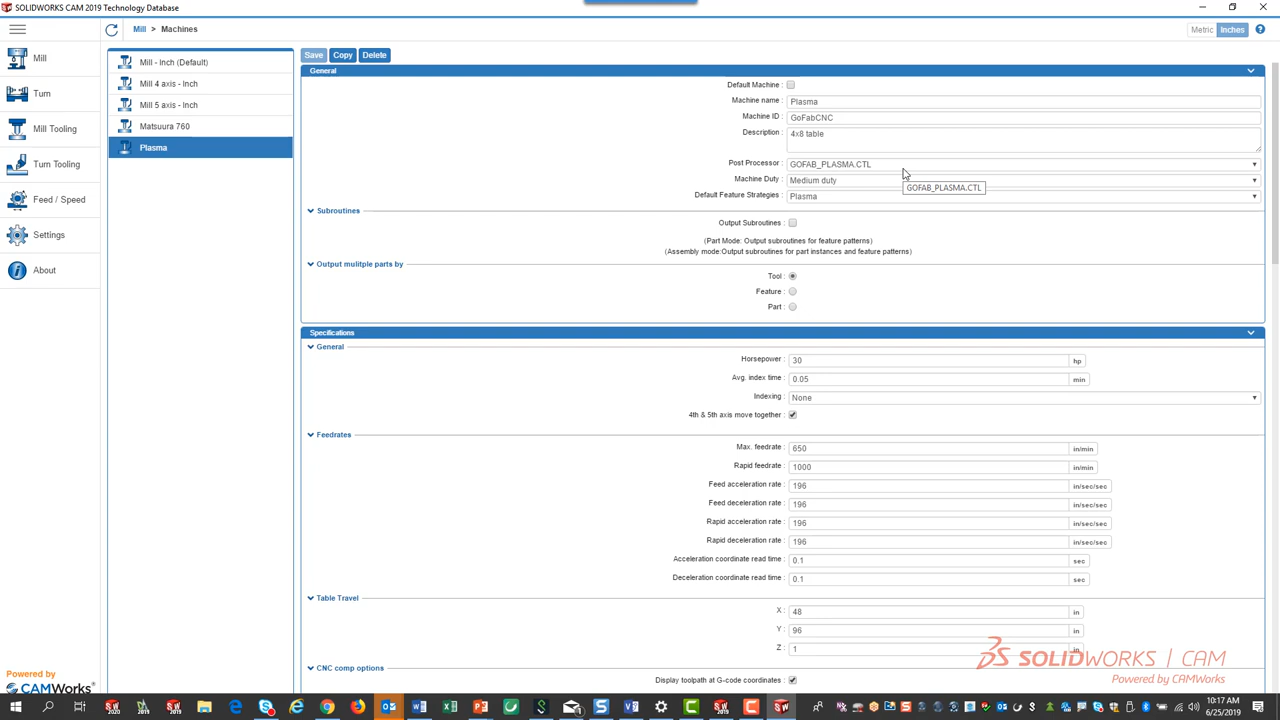 SOLIDWORKS CAM 2019 Technology Database
Mill > Machines
Metric Inches
Mill
Turn
Mill Tooling
Turn Tooling
Feed / Speed
Settings
About
Mill - Inch (Default)
Mill 4 axis - Inch
Mill 5 axis - Inch
Matsuura 760
Plasma
Save Copy Delete
General
Default Machine :
Machine name : Plasma
Machine ID : GoFabCNC
Description : 4x8 table
Post Processor : GOFAB_PLASMA.CTL
Machine Duty : Medium duty
GOFAB_PLASMA.CTL
Default Feature Strategies : Plasma
Subroutines
Output Subroutines :
(Part Mode: Output subroutines for feature patterns)
(Assembly mode:Output subroutines for part instances and feature patterns)
Output mulitple parts by
Tool :
Feature :
Part :
Specifications
General
Horsepower : 30 hp
Avg. index time : 0.05 min
Indexing : None
4th & 5th axis move together :
Feedrates
Max. feedrate : 650 in/min
Rapid feedrate : 1000 in/min
Feed acceleration rate : 196 in/sec/sec
Feed deceleration rate : 196 in/sec/sec
Rapid acceleration rate : 196 in/sec/sec
Rapid deceleration rate : 196 in/sec/sec
Acceleration coordinate read time : 0.1 sec
Deceleration coordinate read time : 0.1 sec
Table Travel
X : 48 in
Y : 96 in
Z : 1 in
CNC comp options
Display toolpath at G-code coordinates :
SOLIDWORKS | CAM
Powered by CAMWorks
Powered by
CAMWorks®
10:17 AM
6/25/2019